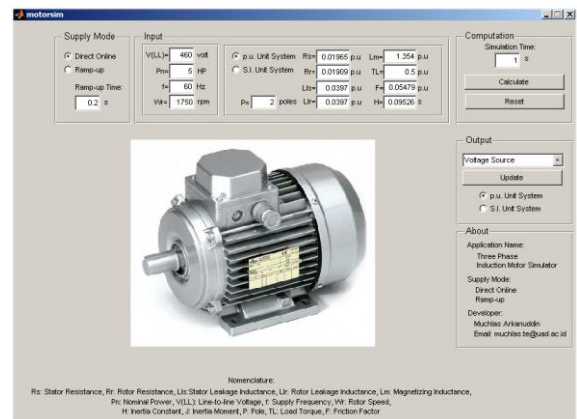 motorsim
Supply Mode
Direct Online
Ramp-up
Ramp-up Time:
0.2 s
Input
V(LL)= 460 volt
Pn= 5 HP
f= 60 Hz
Wr= 1750 rpm
p.u. Unit System
S.I. Unit System
P= 2 poles
Rs= 0.01965 p.u
Rr= 0.01909 p.u
Lls= 0.0397 p.u
Llr= 0.0397 p.u
Lm= 1.354 p.u
TL= 0.5 p.u
F= 0.05479 p.u
H= 0.09526 s
Computation
Simulation Time:
1 s
Calculate
Reset
Output
Voltage Source
Update
p.u. Unit System
S.I. Unit System
About
Application Name:
Three Phase
Induction Motor Simulator
Supply Mode:
Direct Online
Ramp-up
Developer:
Muchlas Arkanuddin
Email: muchlas.te@uad.ac.id
Nomenclature:
Rs: Stator Resistance, Rr: Rotor Resistance, Lls:Stator Leakage Inductance, Llr: Rotor Leakage Inductance, Lm: Magnetizing Inductance,
Pn: Nominal Power, V(LL): Line-to-line Voltage, f: Supply Frequency, Wr: Rotor Speed,
H: Inertia Constant, J: Inertia Moment, P: Pole, TL: Load Torque, F: Friction Factor